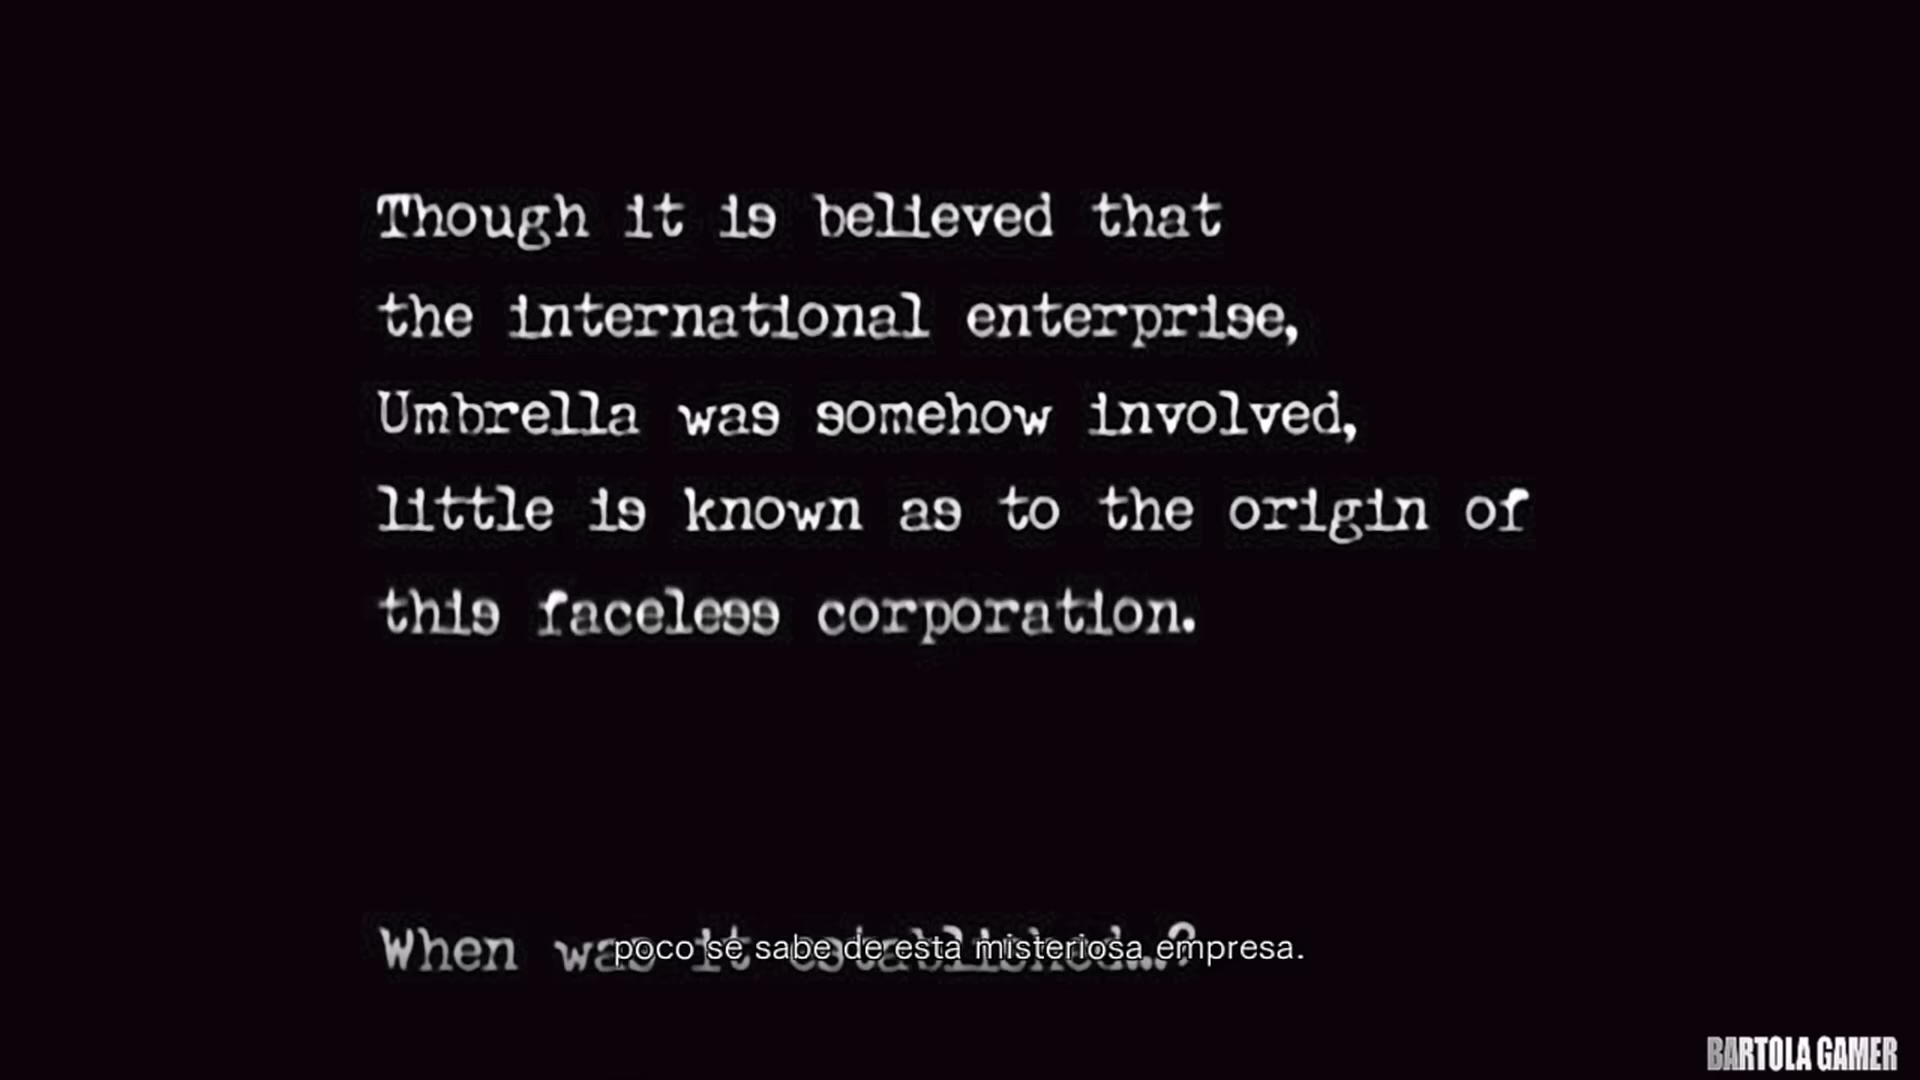 Though it is believed that
the international enterprise,
Umbrella was somehow involved,
little is known as to the origin of
this faceless corporation.
When was it established...?
poco se sabe de esta misteriosa empresa.
BARTOLA GAMER